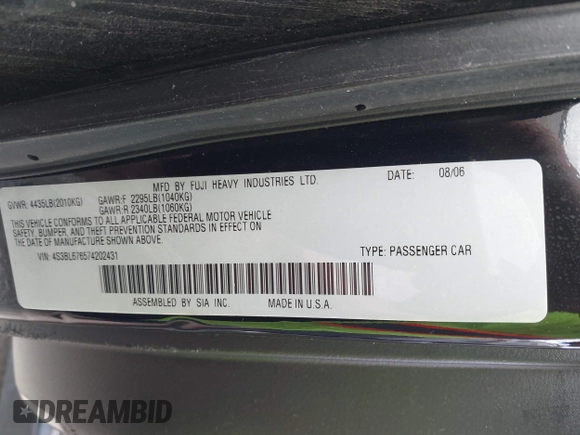 MFD BY FUJI HEAVY INDUSTRIES LTD. 08/06
GVWR: 4435LB(2010KG) GAWR:F 2295LB(1040KG)
GAWR:R 2340LB(1060KG)
THIS VEHICLE CONFORMS TO ALL APPLICABLE FEDERAL MOTOR VEHICLE
SAFETY, BUMPER, AND THEFT PREVENTION STANDARDS IN EFFECT ON
THE DATE OF MANUFACTURE SHOWN ABOVE.
VIN: 4S3BL676574202431 TYPE: PASSENGER CAR
ASSEMBLED BY SIA INC. MADE IN U.S.A.
DREAMBID